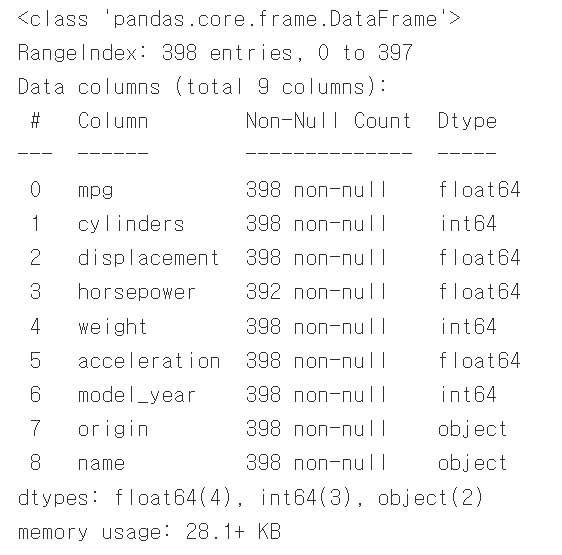 <class 'pandas.core.frame.DataFrame'>
RangeIndex: 398 entries, 0 to 397
Data columns (total 9 columns):
 #   Column        Non-Null Count  Dtype
---  ------        --------------  -----
 0   mpg           398 non-null    float64
 1   cylinders     398 non-null    int64
 2   displacement  398 non-null    float64
 3   horsepower    392 non-null    float64
 4   weight        398 non-null    int64
 5   acceleration  398 non-null    float64
 6   model_year    398 non-null    int64
 7   origin        398 non-null    object
 8   name          398 non-null    object
dtypes: float64(4), int64(3), object(2)
memory usage: 28.1+ KB